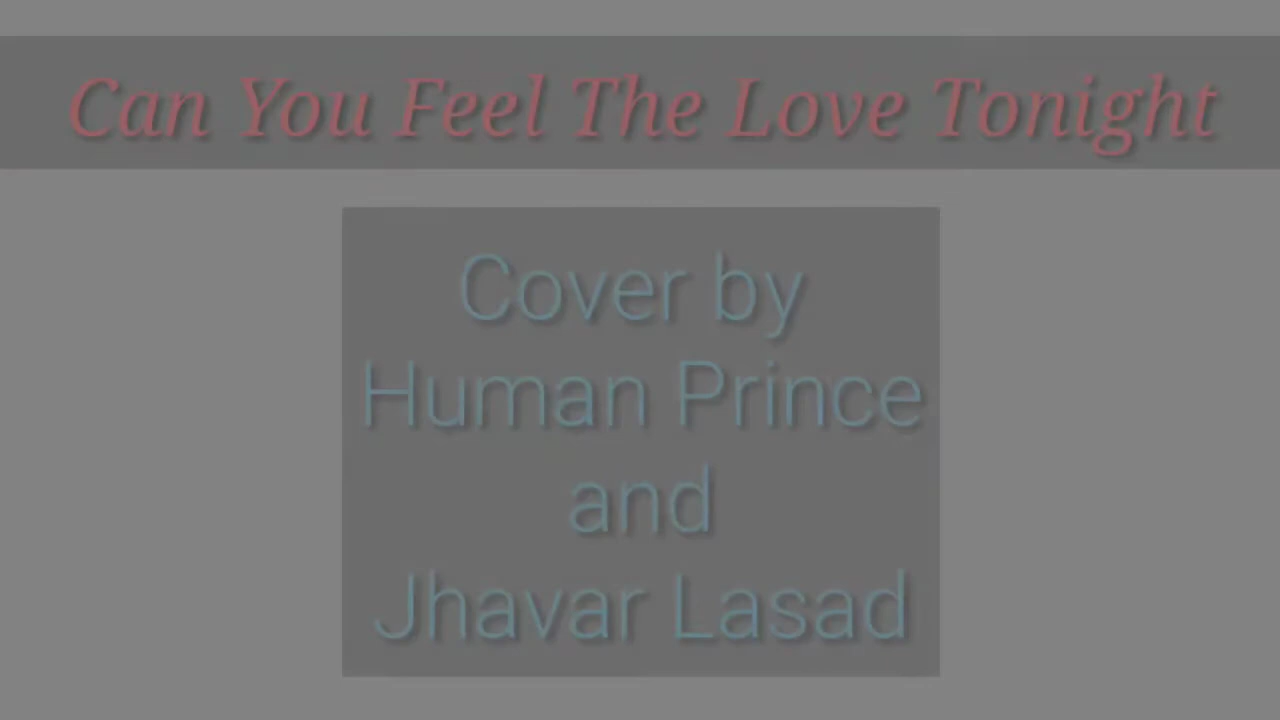 Can You Feel The Love Tonight
Cover by
Human Prince
and
Jhavar Lasad